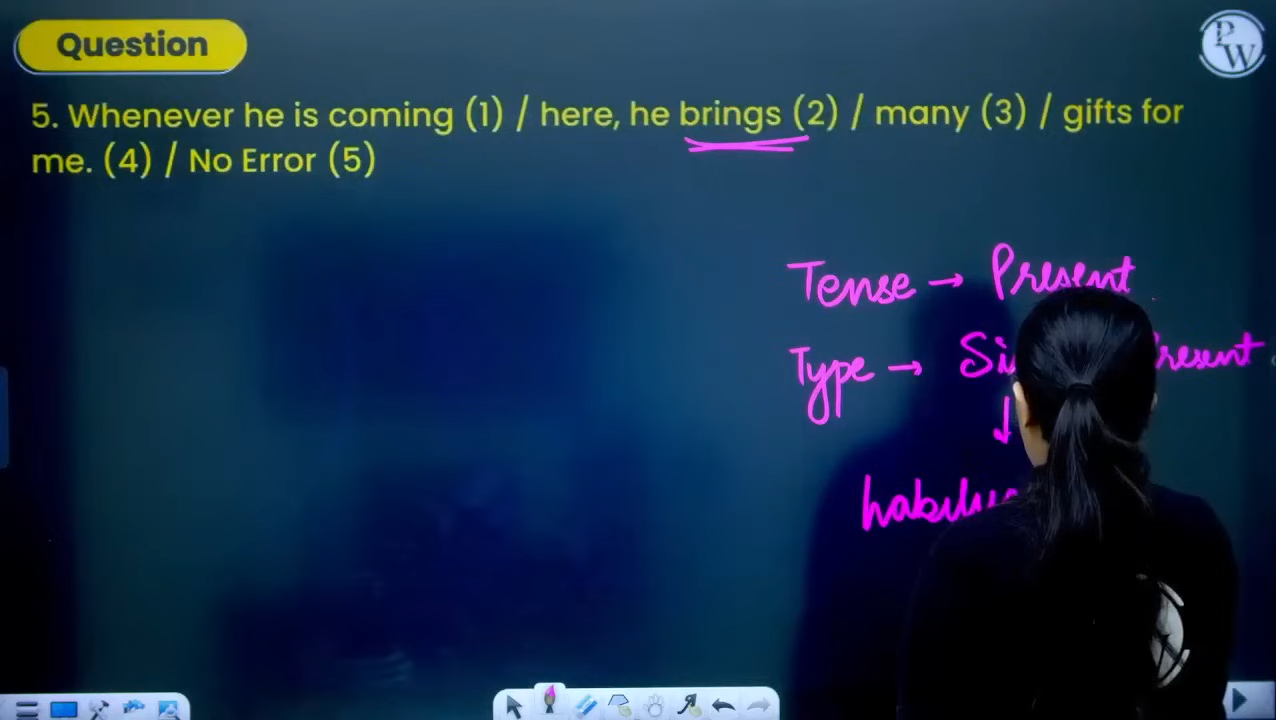 Question
PW
5. Whenever he is coming (1) / here, he brings (2) / many (3) / gifts for
me. (4) / No Error (5)
Tense → Present
Type →